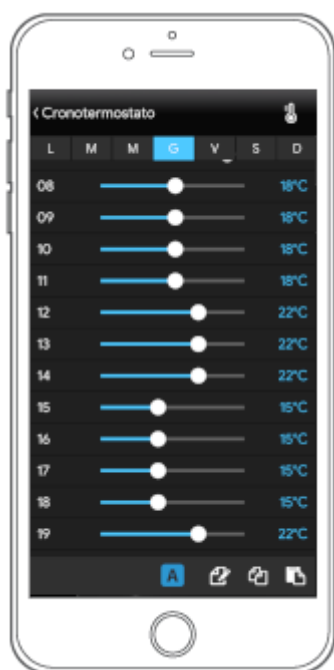 ‹ Cronotermostato
L M M G V S D
08 18°C
09 18°C
10 18°C
11 18°C
12 22°C
13 22°C
14 22°C
15 15°C
16 15°C
17 15°C
18 15°C
19 22°C
A